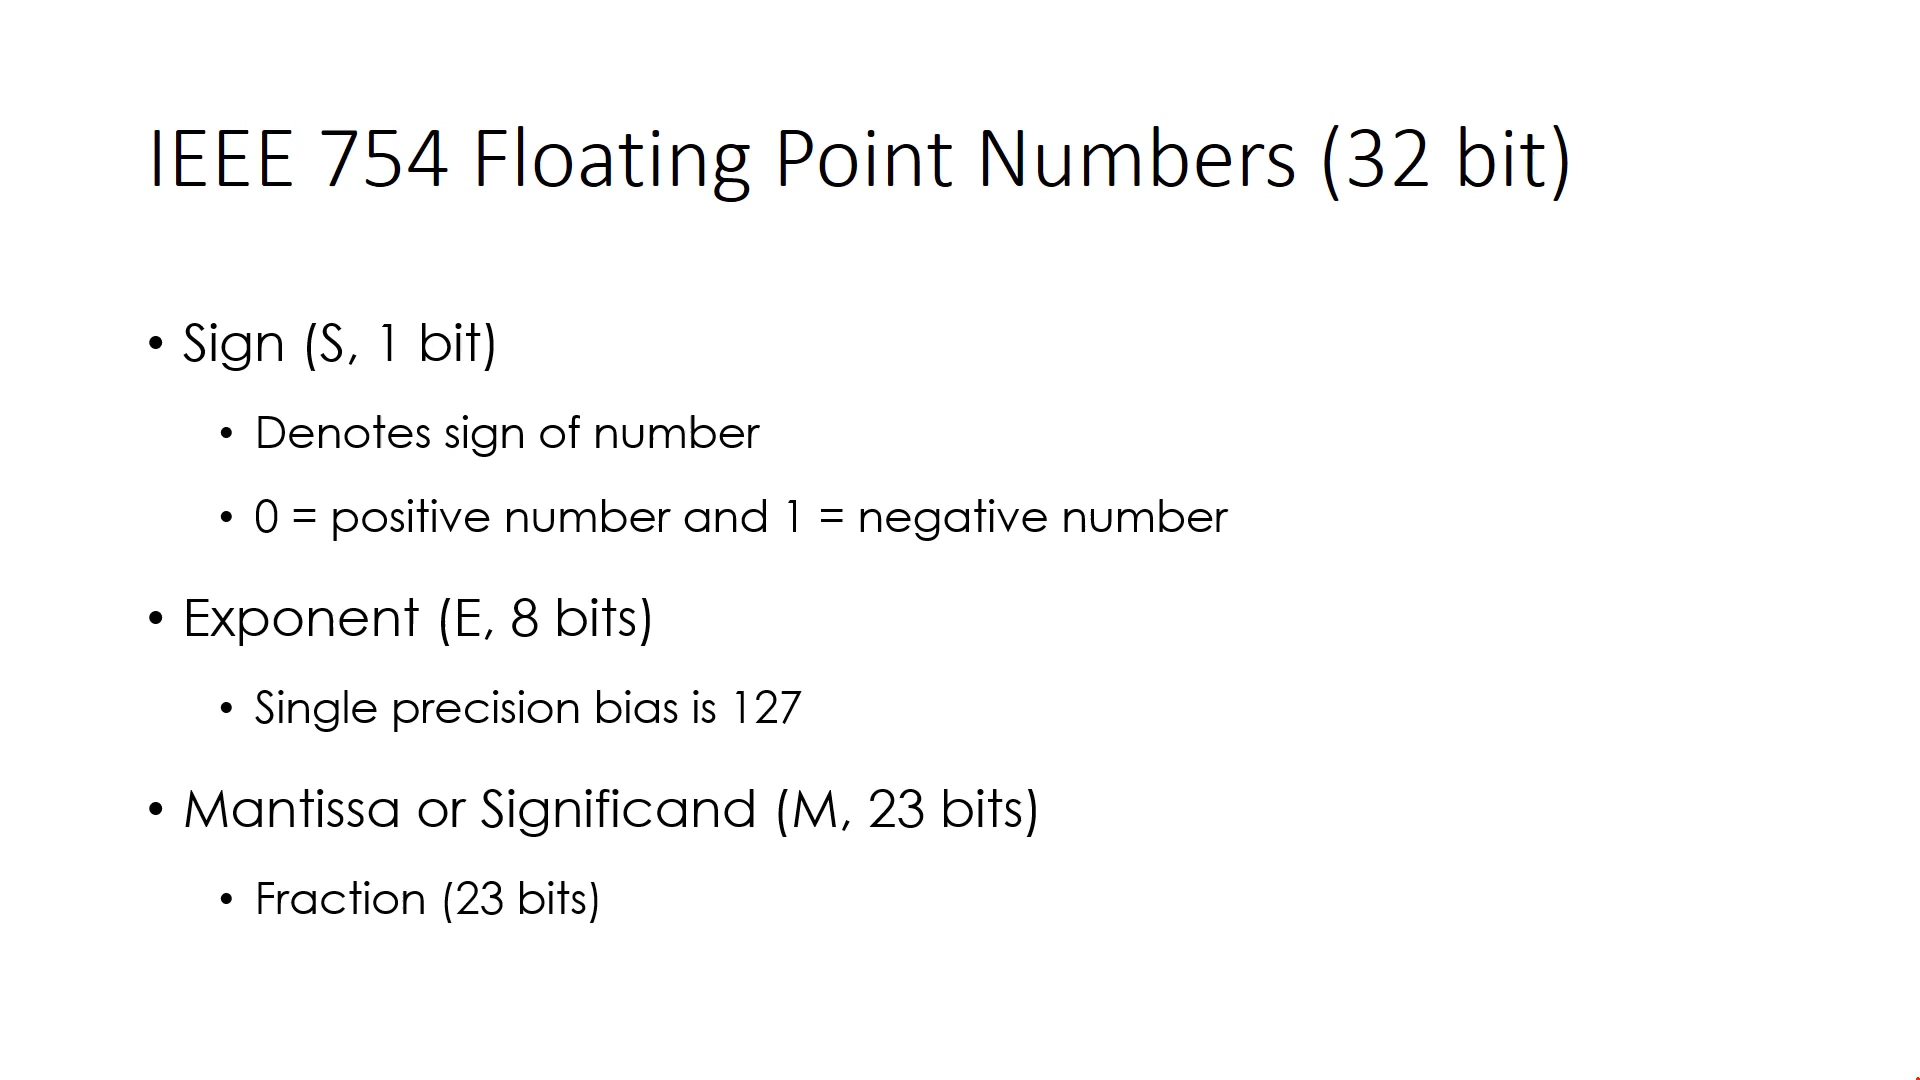 IEEE 754 Floating Point Numbers (32 bit)
• Sign (S, 1 bit)
• Denotes sign of number
• 0 = positive number and 1 = negative number
• Exponent (E, 8 bits)
• Single precision bias is 127
• Mantissa or Significand (M, 23 bits)
• Fraction (23 bits)